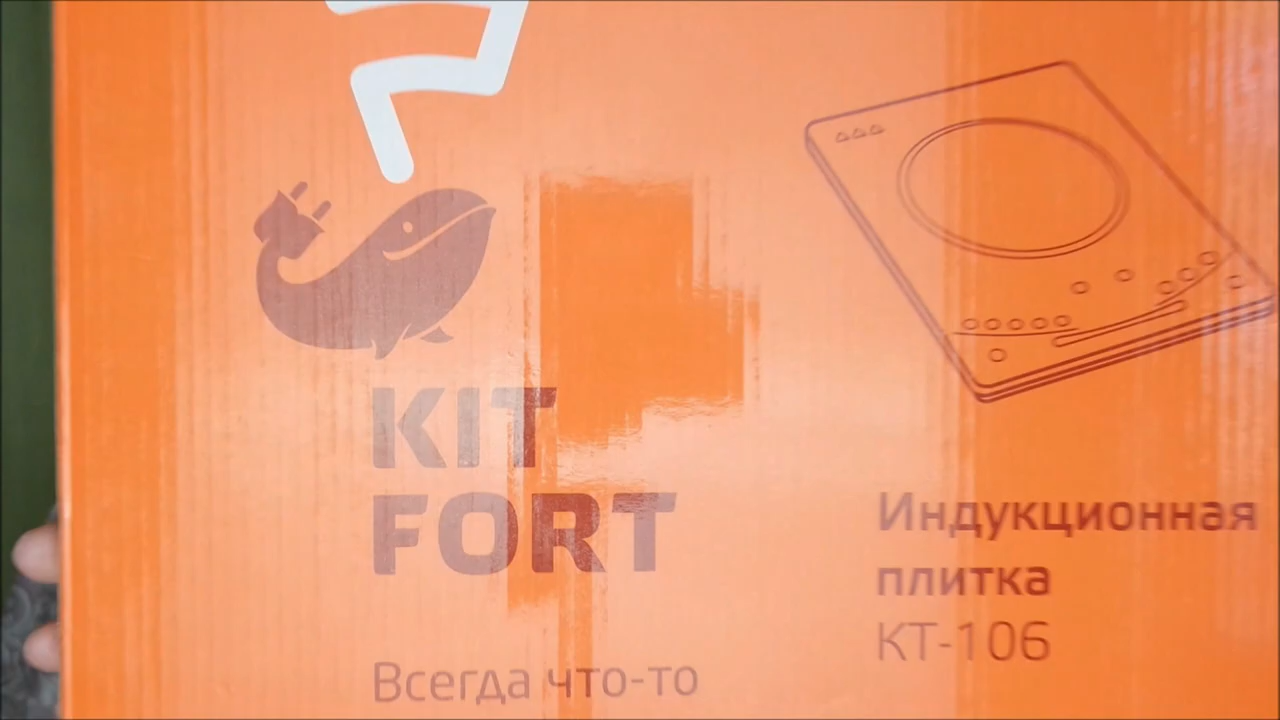 KIT
FORT
Всегда что-то
Индукционная
плитка
КТ-106